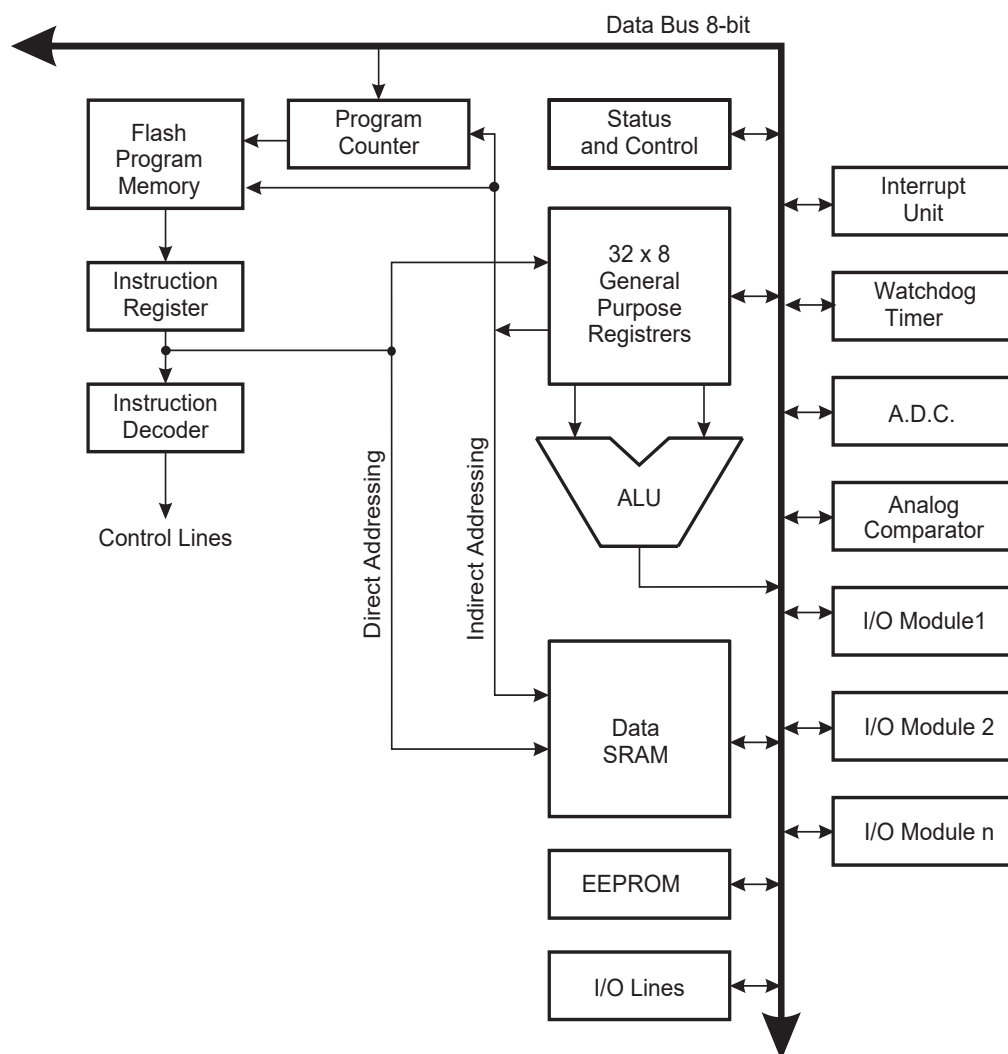 Data Bus 8-bit
Flash
Program
Memory
Program
Counter
Status
and Control
Interrupt
Unit
32 x 8
General
Purpose
Registrers
Instruction
Register
Watchdog
Timer
Instruction
Decoder
A.D.C.
Control Lines
Direct Addressing
Indirect Addressing
ALU
Analog
Comparator
I/O Module1
Data
SRAM
I/O Module 2
I/O Module n
EEPROM
I/O Lines